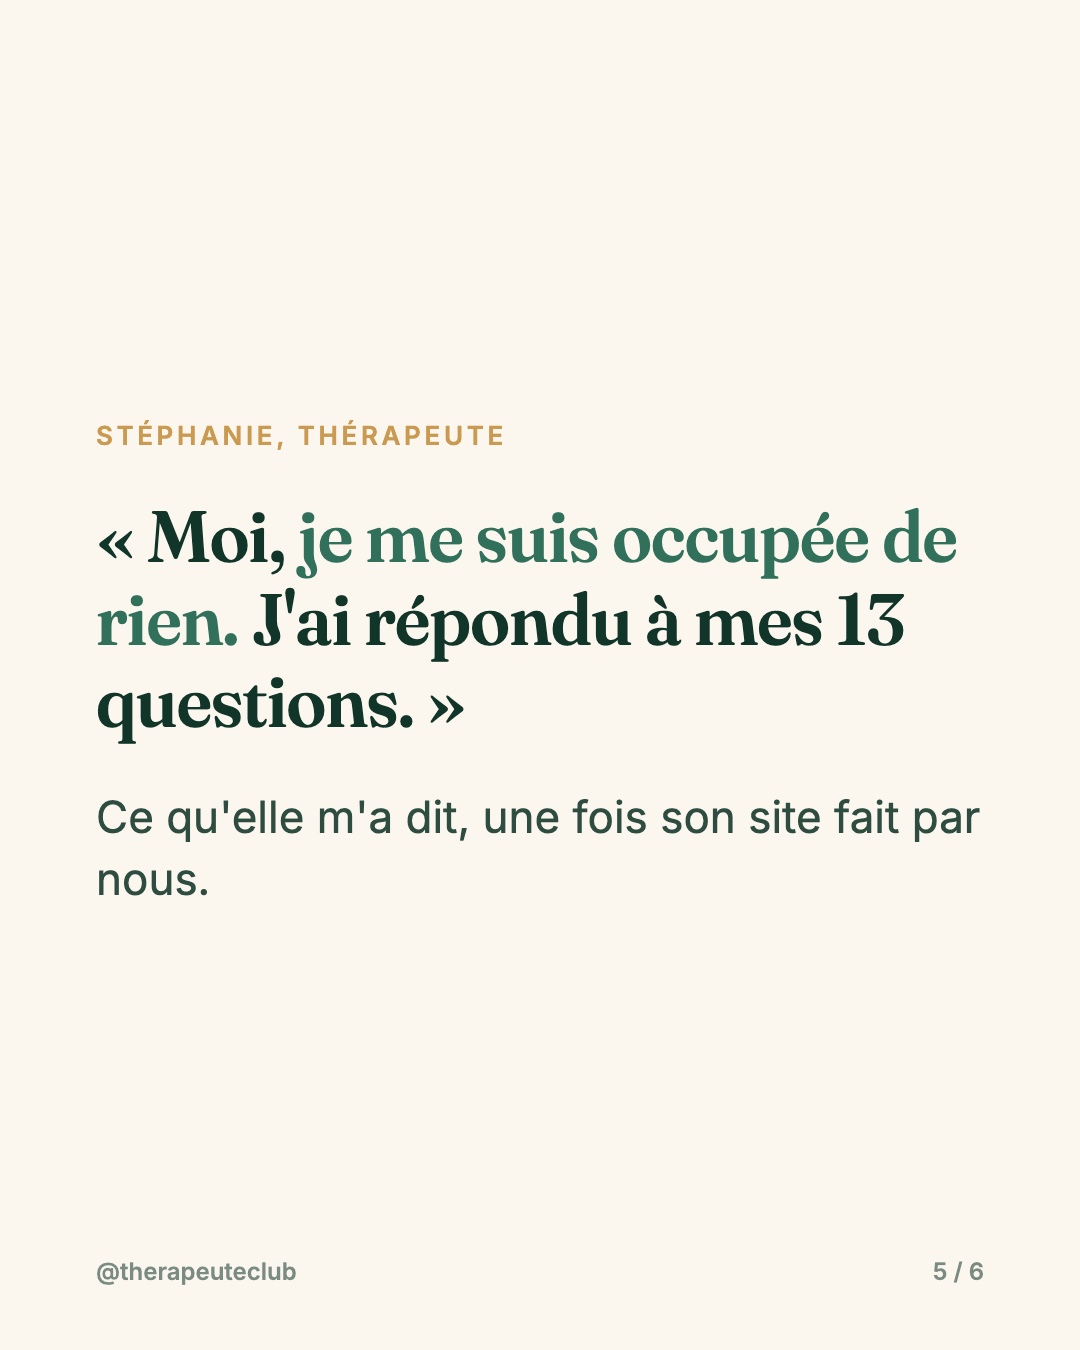 STÉPHANIE, THÉRAPEUTE
« Moi, je me suis occupée de
rien. J'ai répondu à mes 13
questions. »
Ce qu'elle m'a dit, une fois son site fait par
nous.
@therapeuteclub
5 / 6